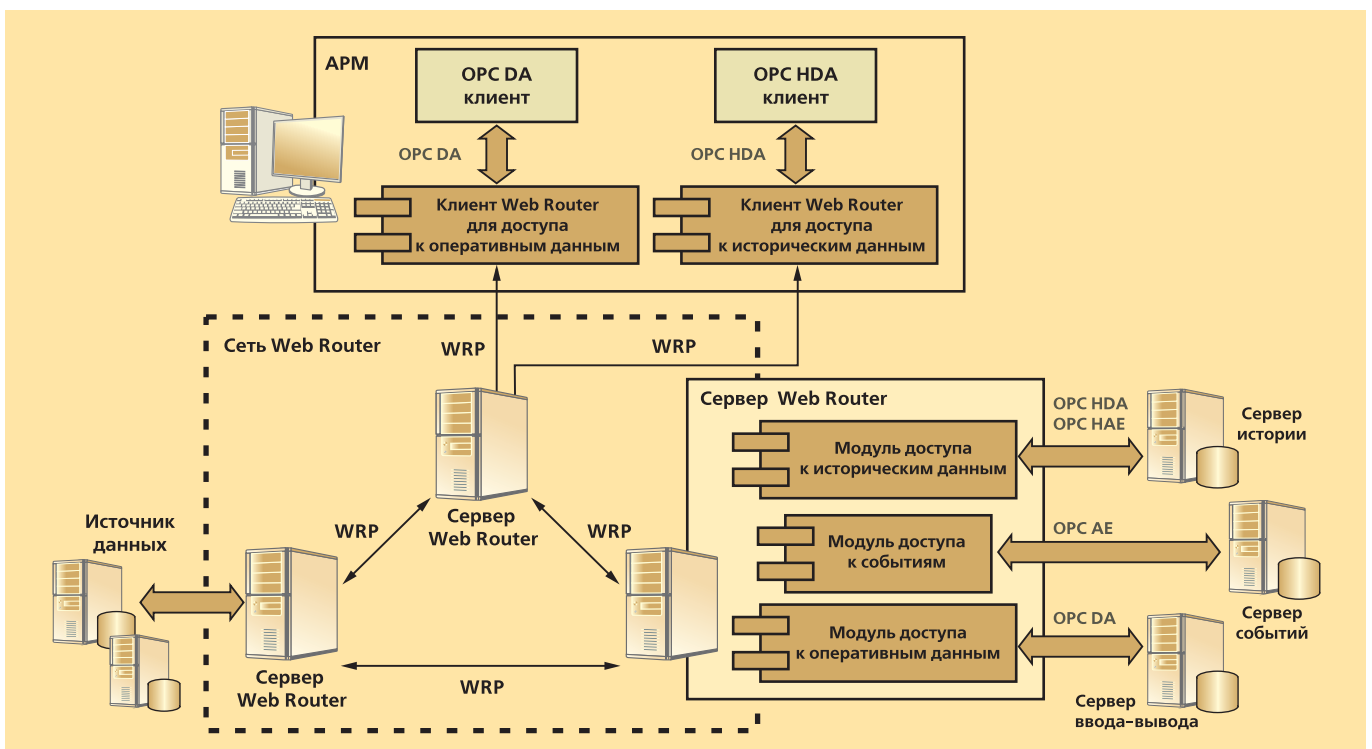 АРМ
OPC DA
клиент
OPC HDA
клиент
OPC DA
OPC HDA
Клиент Web Router
для доступа
к оперативным данным
Клиент Web Router
для доступа
к историческим данным
Сеть Web Router
WRP
WRP
Сервер Web Router
OPC HDA
OPC HAE
Сервер
истории
Модуль доступа
к историческим данным
Сервер
Web Router
WRP
WRP
OPC AE
Модуль доступа
к событиям
Сервер
событий
Источник
данных
OPC DA
Модуль доступа
к оперативным данным
Сервер
Web Router
WRP
Сервер
ввода–вывода